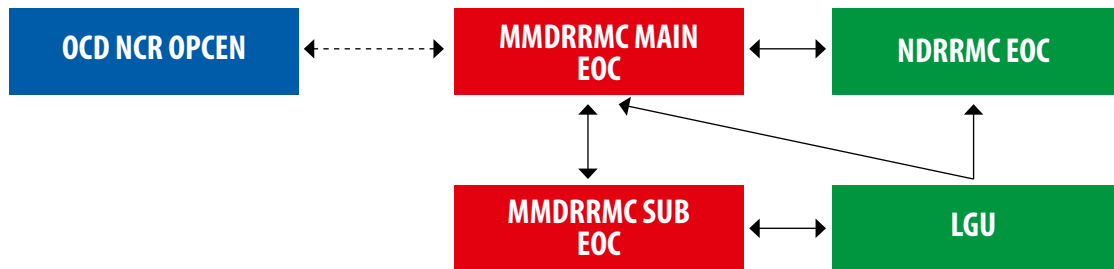 OCD NCR OPCEN
MMDRRMC MAIN
EOC
NDRRMC EOC
MMDRRMC SUB
EOC
LGU